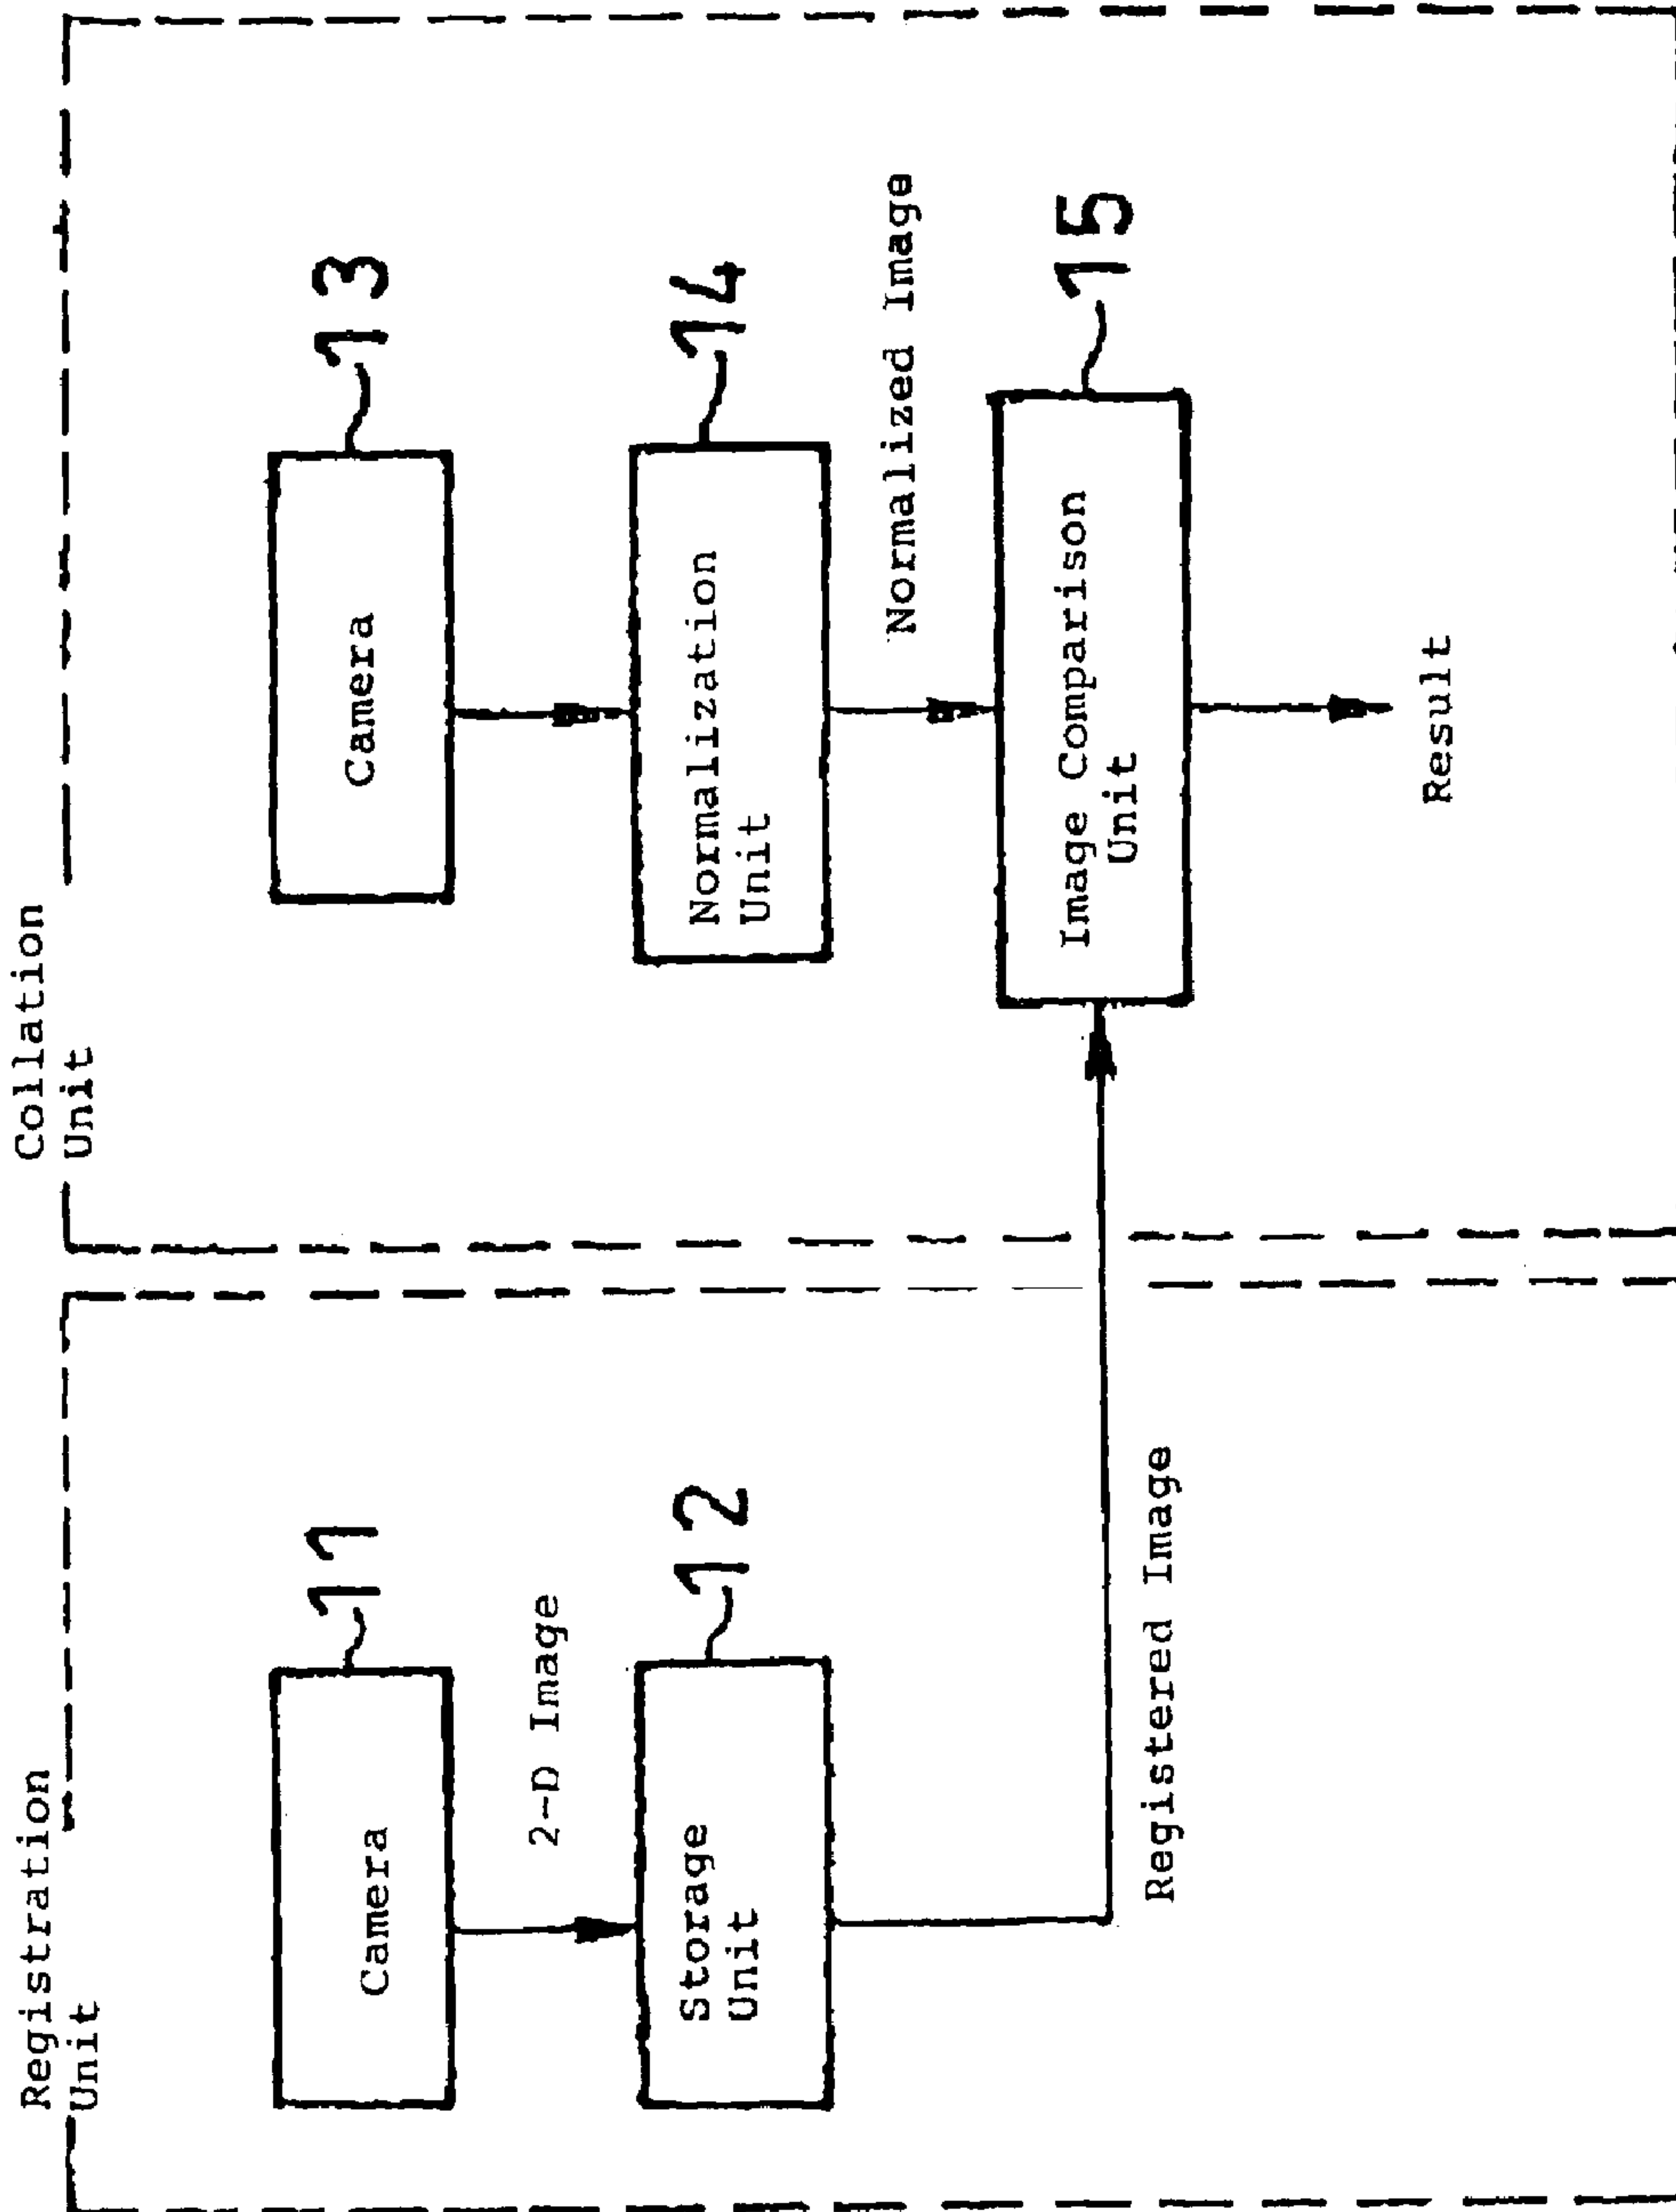 Registration
Unit
Camera
11
2-D Image
Storage
Unit
12
Registered Image
Collation
Unit
Camera
13
Normalization
Unit
14
Normalized Image
Image Comparison
Unit
15
Result